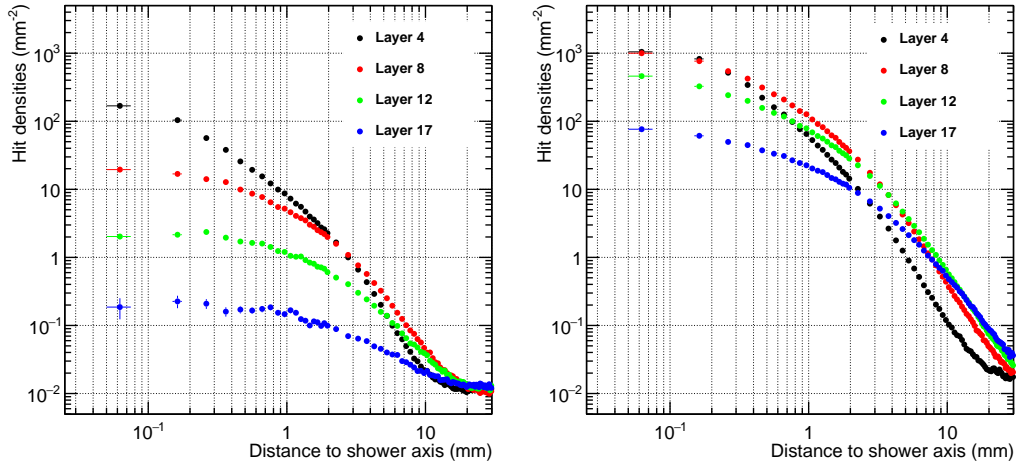 Hit densities (mm⁻²)
10³
10²
10
1
10⁻¹
10⁻²
Layer 4
Layer 8
Layer 12
Layer 17
10⁻¹
1
10
Distance to shower axis (mm)
Hit densities (mm⁻²)
10³
10²
10
1
10⁻¹
10⁻²
Layer 4
Layer 8
Layer 12
Layer 17
10⁻¹
1
10
Distance to shower axis (mm)